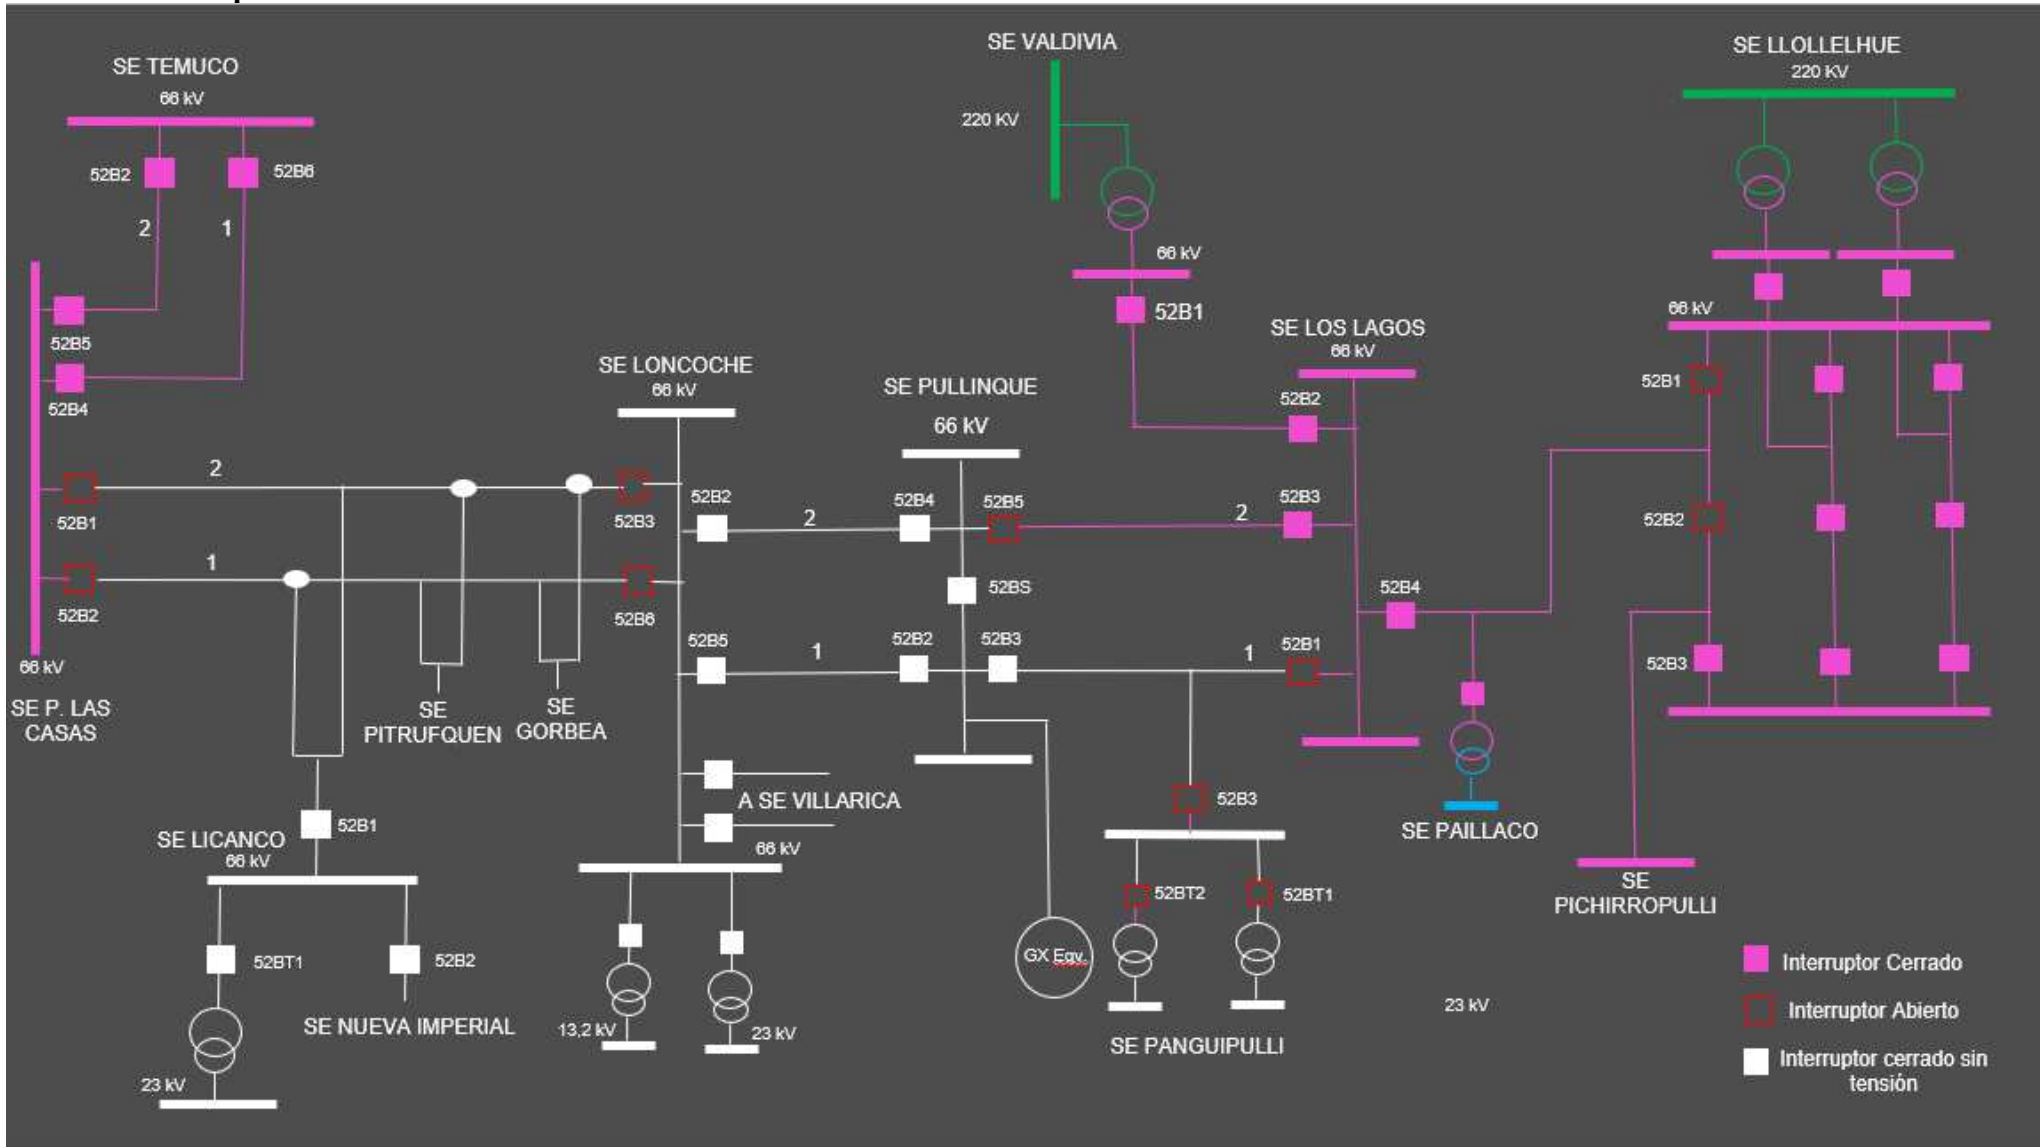 SE TEMUCO
66 kV
52B2
52B6
2
1
52B5
52B4
2
52B1
1
52B2
66 kV
SE P. LAS
CASAS
SE
PITRUFQUEN
SE
GORBEA
SE LICANCO
66 kV
52B1
52BT1
52B2
SE NUEVA IMPERIAL
23 kV
SE LONCOCHE
66 kV
52B3
52B6
52B2
52B5
2
1
A SE VILLARICA
66 kV
13,2 kV
23 kV
SE PULLINQUE
66 kV
52B4
52B5
52BS
52B2
52B3
GX Eqv.
SE VALDIVIA
220 KV
66 kV
52B1
SE LOS LAGOS
66 kV
52B2
2
52B3
52B4
1
52B1
52B3
52BT2
52BT1
SE PANGUIPULLI
SE PAILLACO
23 kV
SE LLOLLELHUE
220 KV
66 kV
52B1
52B2
52B3
SE
PICHIRROPULLI
Interruptor Cerrado
Interruptor Abierto
Interruptor cerrado sin
tensión